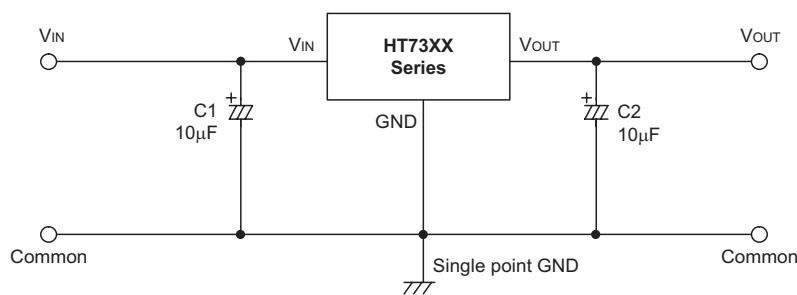 VIN
VIN
HT73XX
Series
VOUT
VOUT
+
C1
10µF
GND
+
C2
10µF
Common
Single point GND
Common